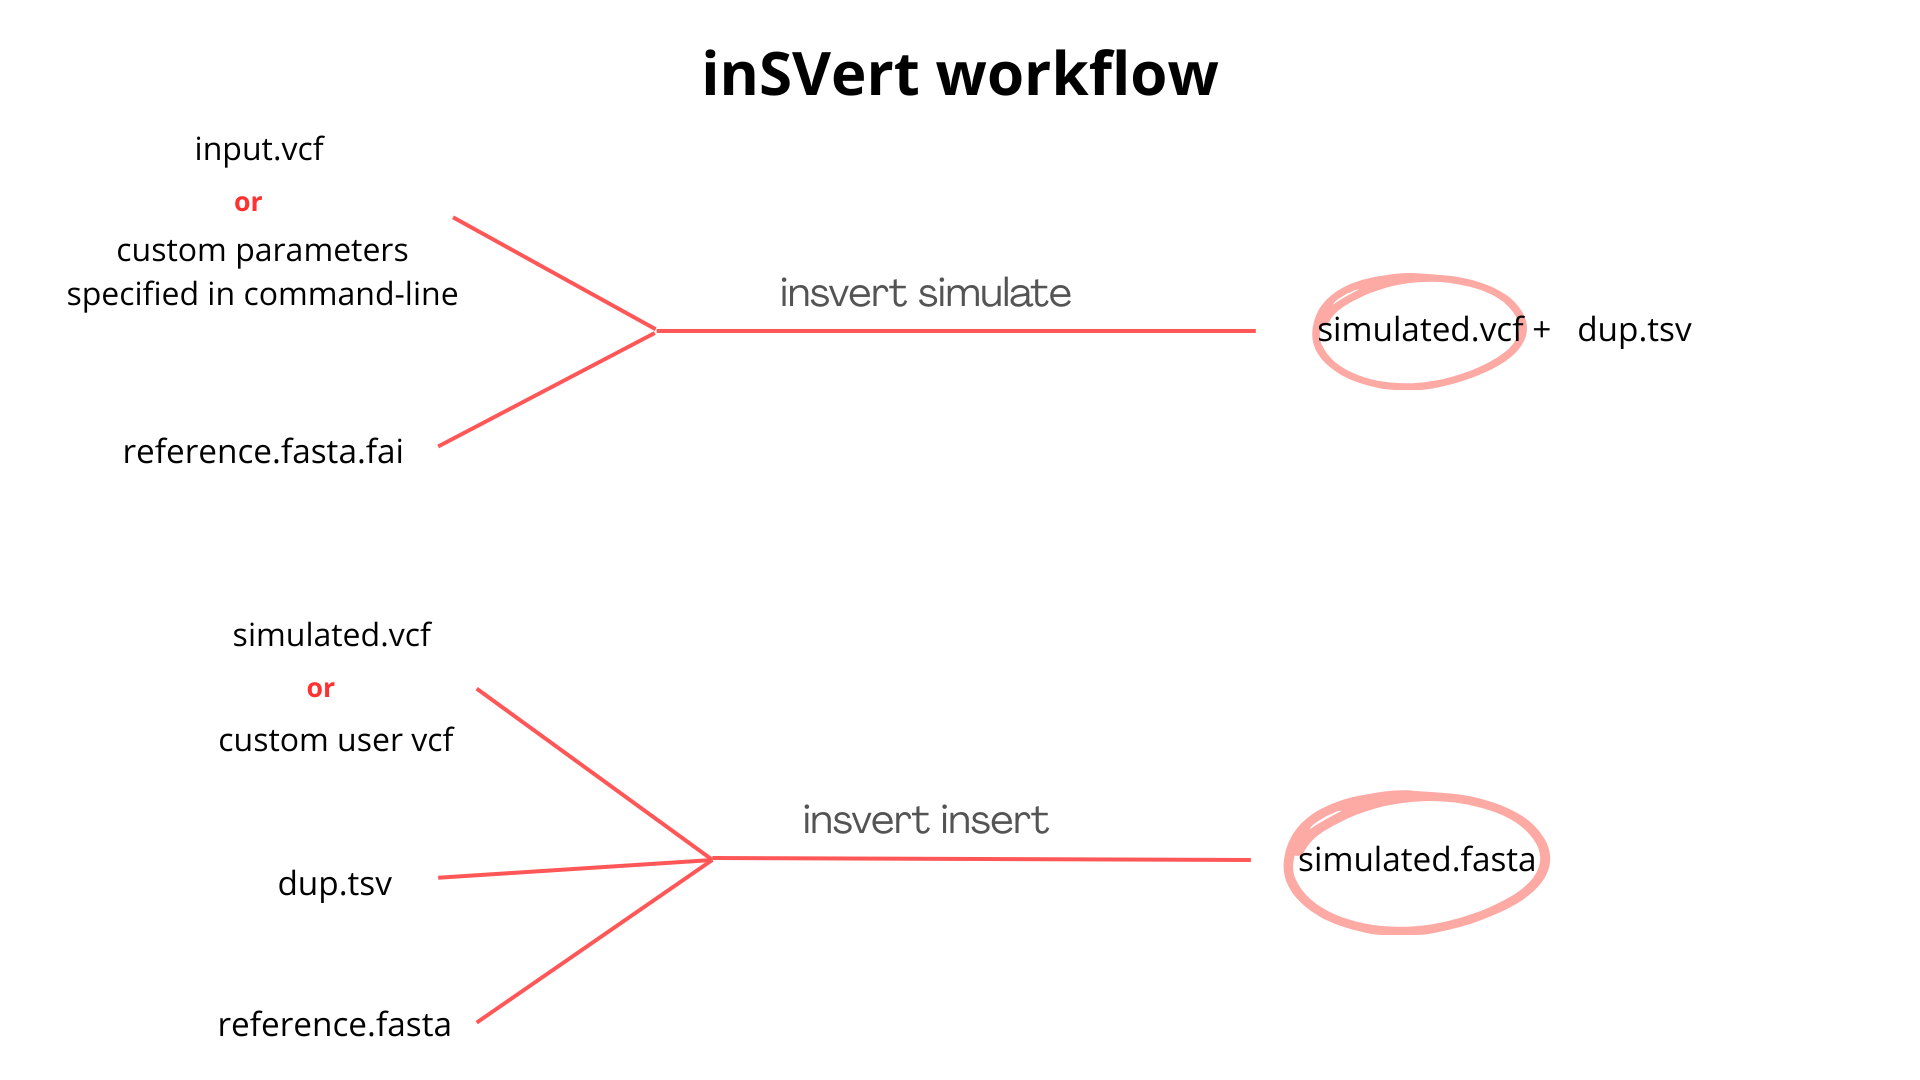 inSVert workflow
input.vcf
or
custom parameters
specified in command-line
reference.fasta.fai
insvert simulate
simulated.vcf + dup.tsv
simulated.vcf
or
custom user vcf
dup.tsv
reference.fasta
insvert insert
simulated.fasta